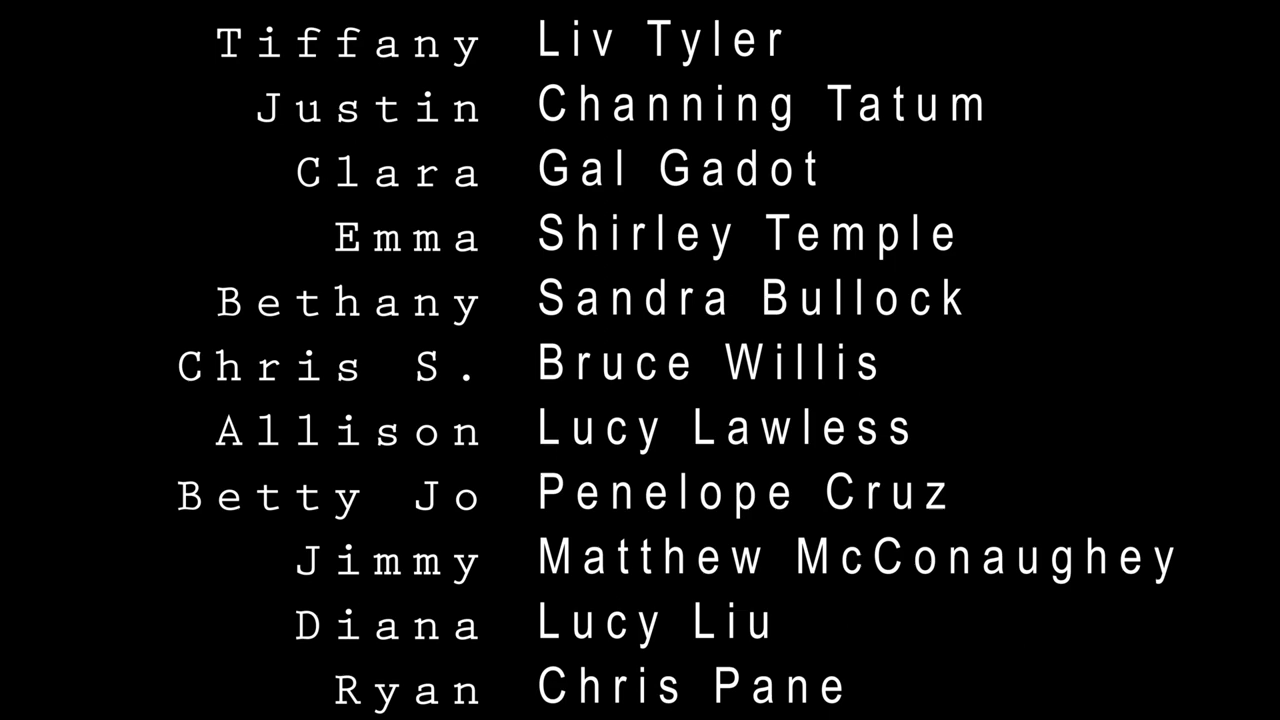 Tiffany Liv Tyler
Justin Channing Tatum
Clara Gal Gadot
Emma Shirley Temple
Bethany Sandra Bullock
Chris S. Bruce Willis
Allison Lucy Lawless
Betty Jo Penelope Cruz
Jimmy Matthew McConaughey
Diana Lucy Liu
Ryan Chris Pane